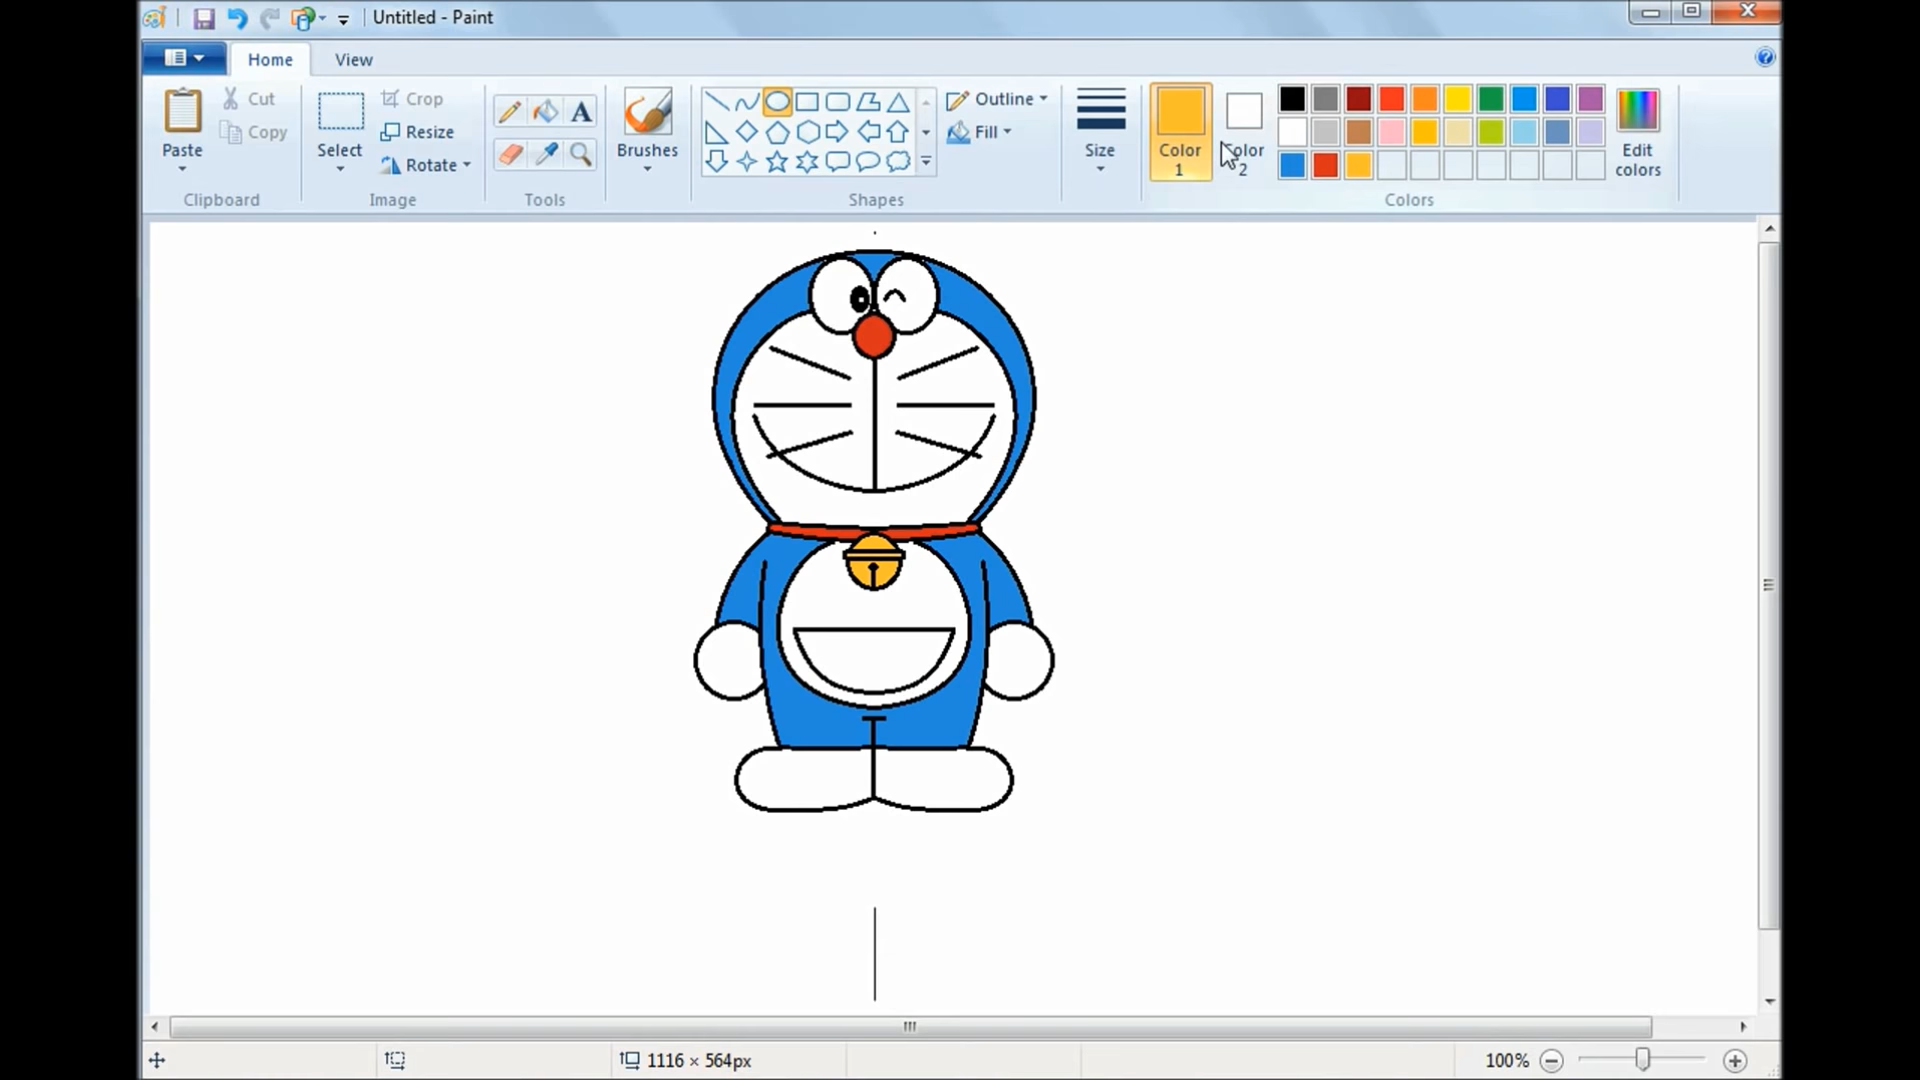 Untitled - Paint
Home
View
Paste
Cut
Copy
Clipboard
Select
Crop
Resize
Rotate
Image
A
Tools
Brushes
Outline
Fill
Shapes
Size
Color
1
Color
2
Edit
colors
Colors
1116 × 564px
100%